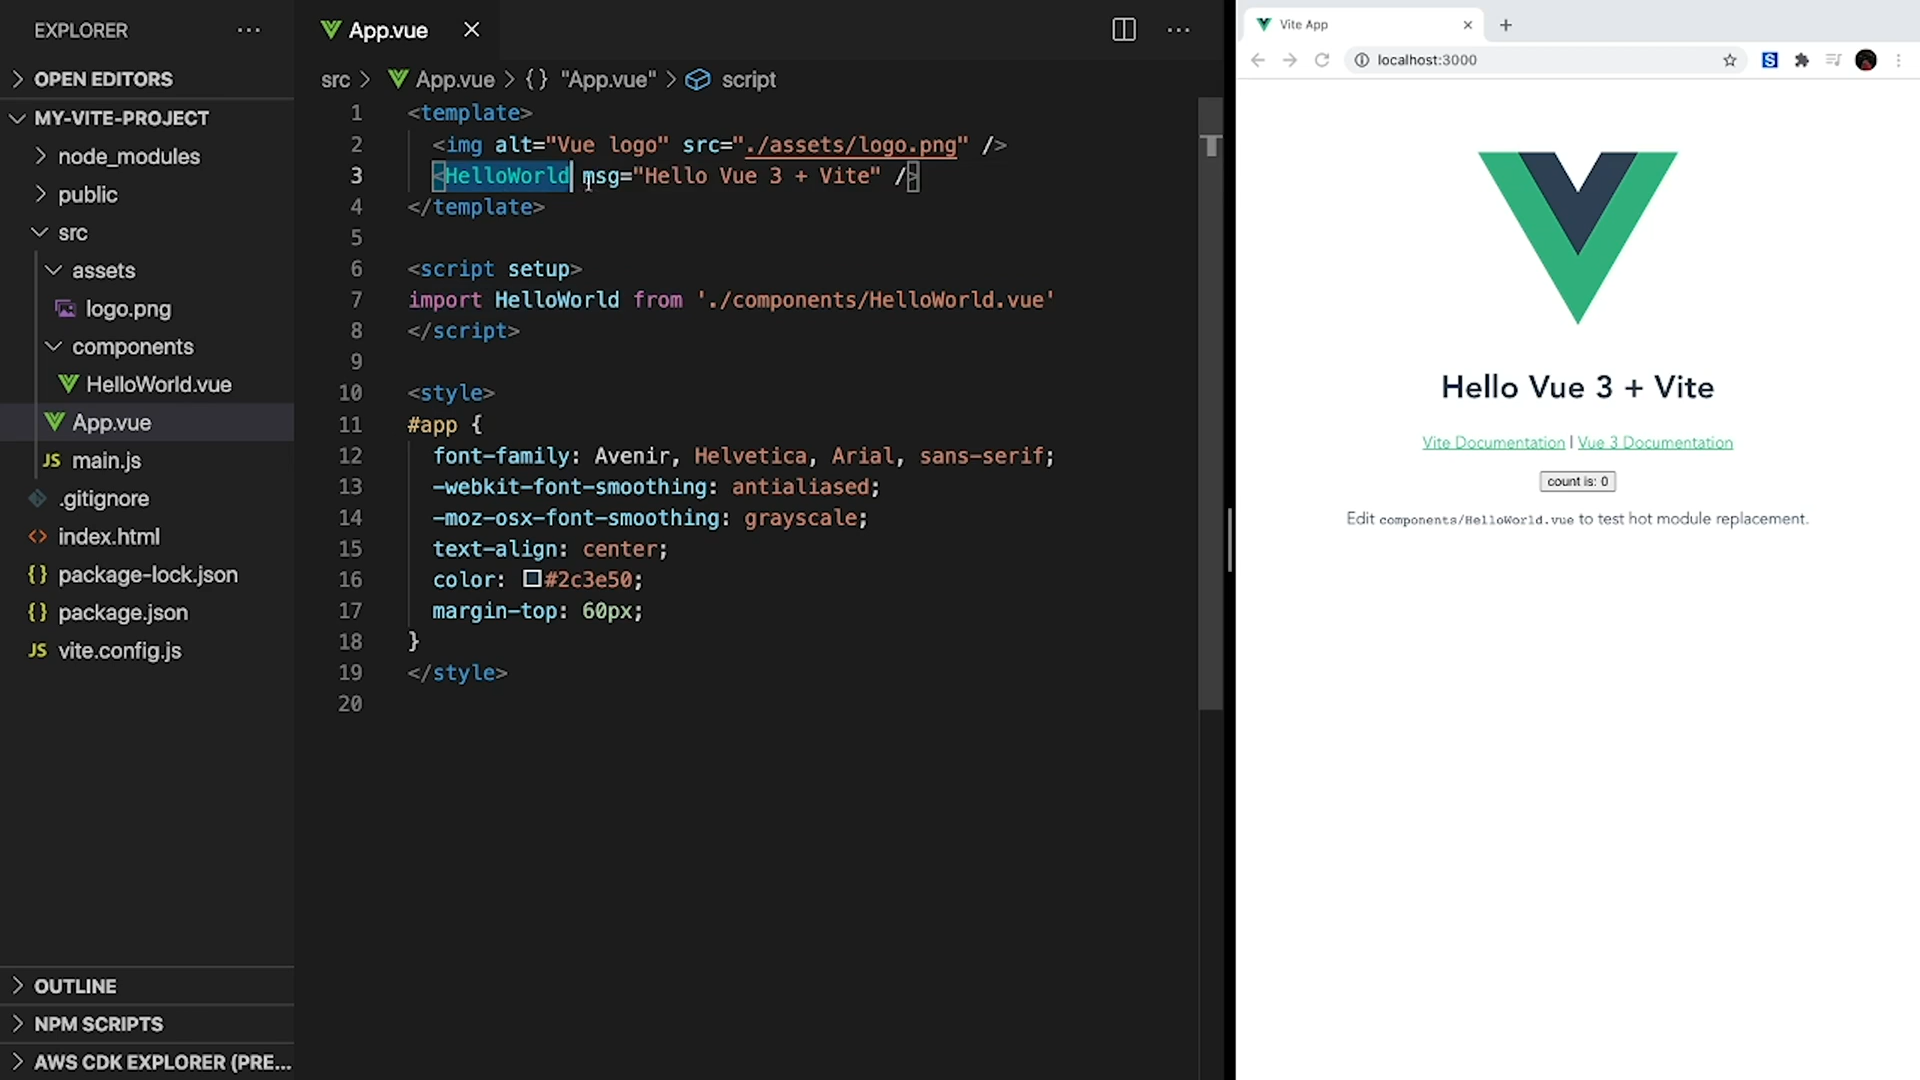 EXPLORER
OPEN EDITORS
MY-VITE-PROJECT
node_modules
public
src
assets
logo.png
components
HelloWorld.vue
App.vue
JS main.js
.gitignore
<> index.html
{} package-lock.json
{} package.json
JS vite.config.js
OUTLINE
NPM SCRIPTS
AWS CDK EXPLORER (PRE...
App.vue
src > App.vue > {} "App.vue" > script
1 <template>
2 <img alt="Vue logo" src="./assets/logo.png" />
3 <HelloWorld msg="Hello Vue 3 + Vite" />
4 </template>
5
6 <script setup>
7 import HelloWorld from './components/HelloWorld.vue'
8 </script>
9
10 <style>
11 #app {
12 font-family: Avenir, Helvetica, Arial, sans-serif;
13 -webkit-font-smoothing: antialiased;
14 -moz-osx-font-smoothing: grayscale;
15 text-align: center;
16 color: #2c3e50;
17 margin-top: 60px;
18 }
19 </style>
20
Vite App
localhost:3000
Hello Vue 3 + Vite
Vite Documentation | Vue 3 Documentation
count is: 0
Edit components/HelloWorld.vue to test hot module replacement.